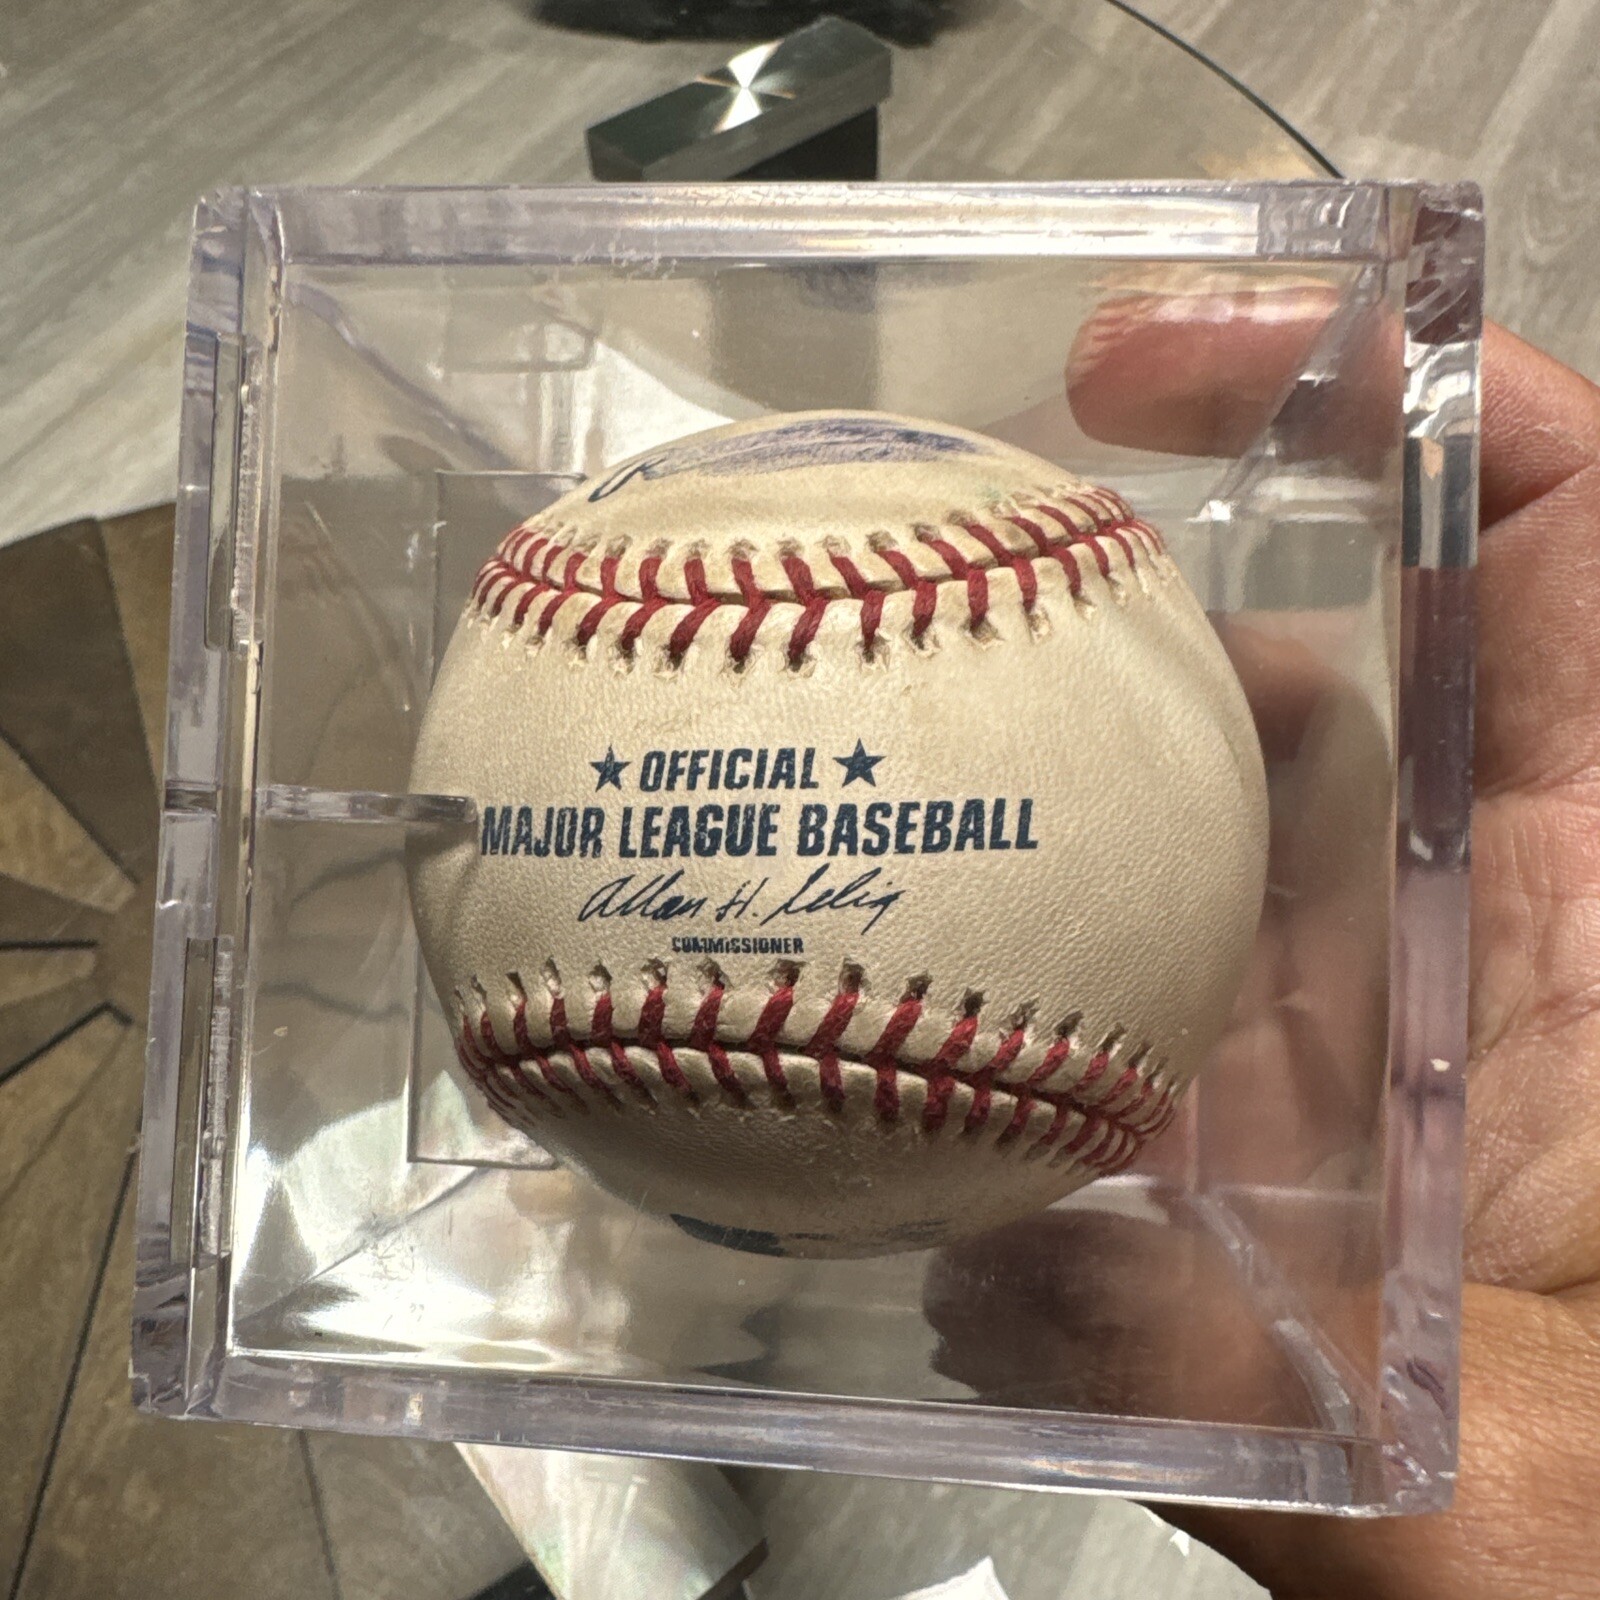 ★ OFFICIAL ★
MAJOR LEAGUE BASEBALL
Allan H. Selig
COMMISSIONER